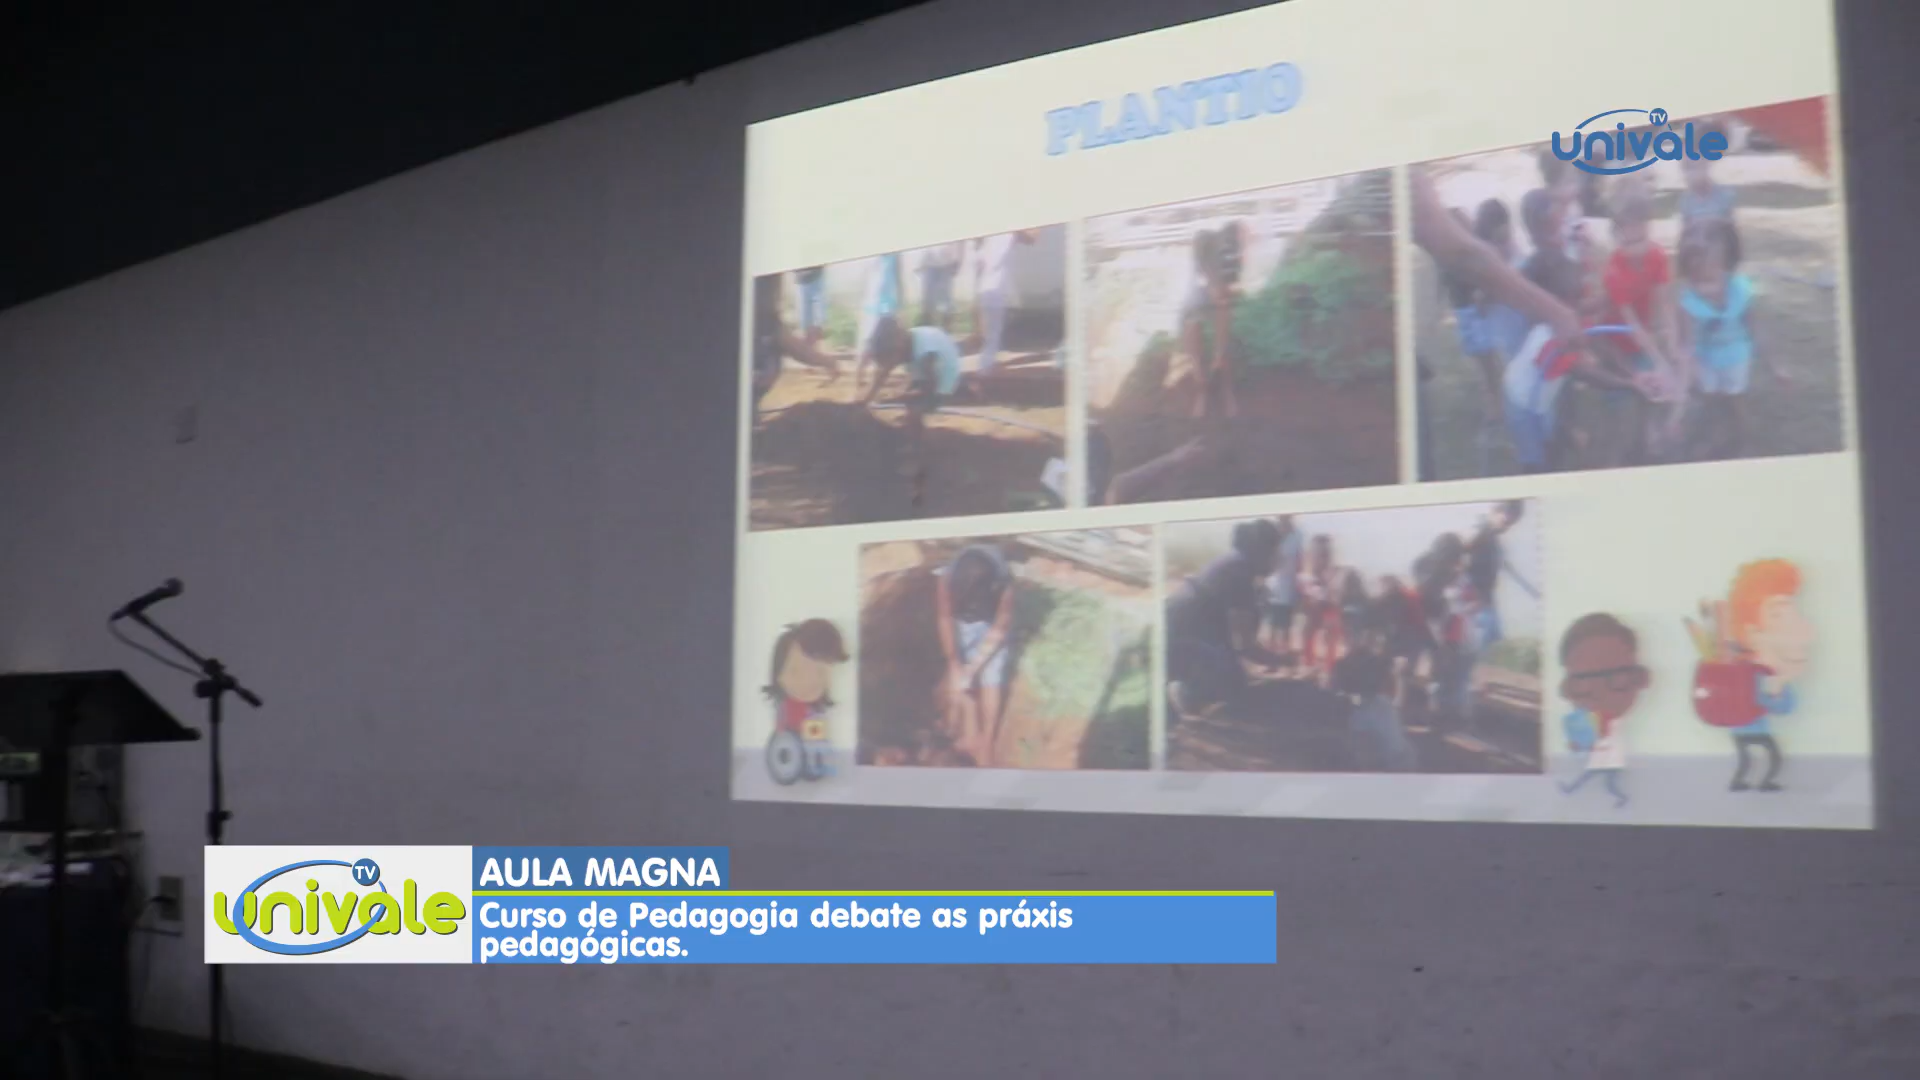 PLANTIO
TV
univale
TV
univale
AULA MAGNA
Curso de Pedagogia debate as práxis
pedagógicas.